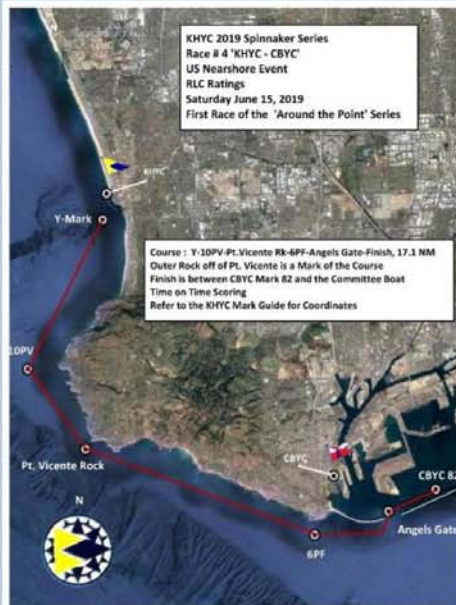 KHYC 2019 Spinnaker Series
Race # 4 'KHYC - CBYC'
US Nearshore Event
RLC Ratings
Saturday June 15, 2019
First Race of the 'Around the Point' Series
KHYC
Y-Mark
Course : Y-10PV-Pt.Vicente Rk-6PF-Angels Gate-Finish, 17.1 NM
Outer Rock off of Pt. Vicente is a Mark of the Course
Finish is between CBYC Mark 82 and the Committee Boat
Time on Time Scoring
Refer to the KHYC Mark Guide for Coordinates
10PV
Pt. Vicente Rock
CBYC
CBYC 82
N
Angels Gate
6PF